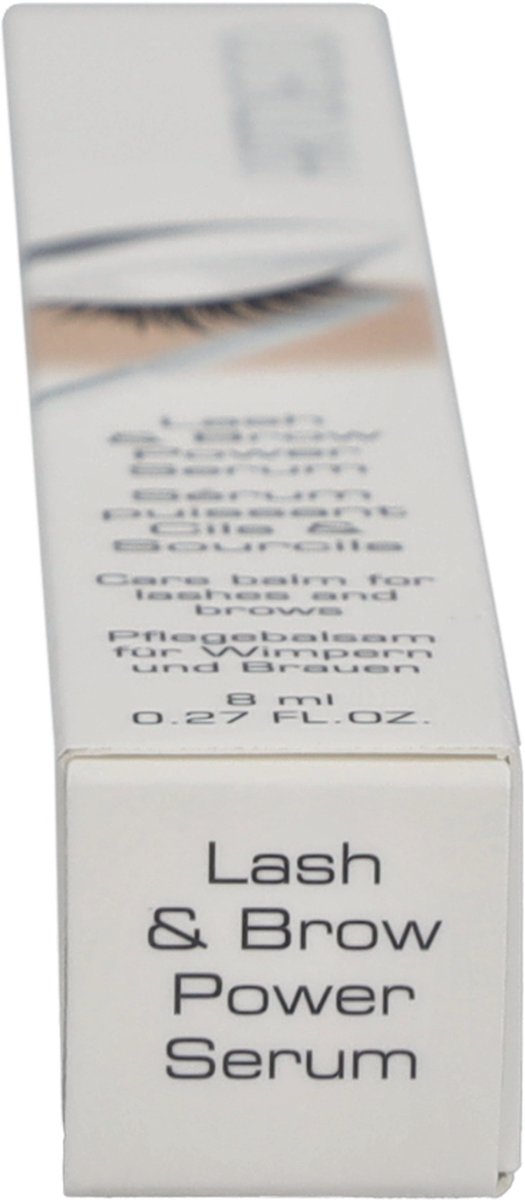 Lash
& Brow
Power
Serum
Sérum
puissant
Cils &
Sourcils
Care balm for
lashes and
brows
Pflegebalsam
für Wimpern
und Brauen
8 ml
0.27 FL.OZ.
Lash
& Brow
Power
Serum